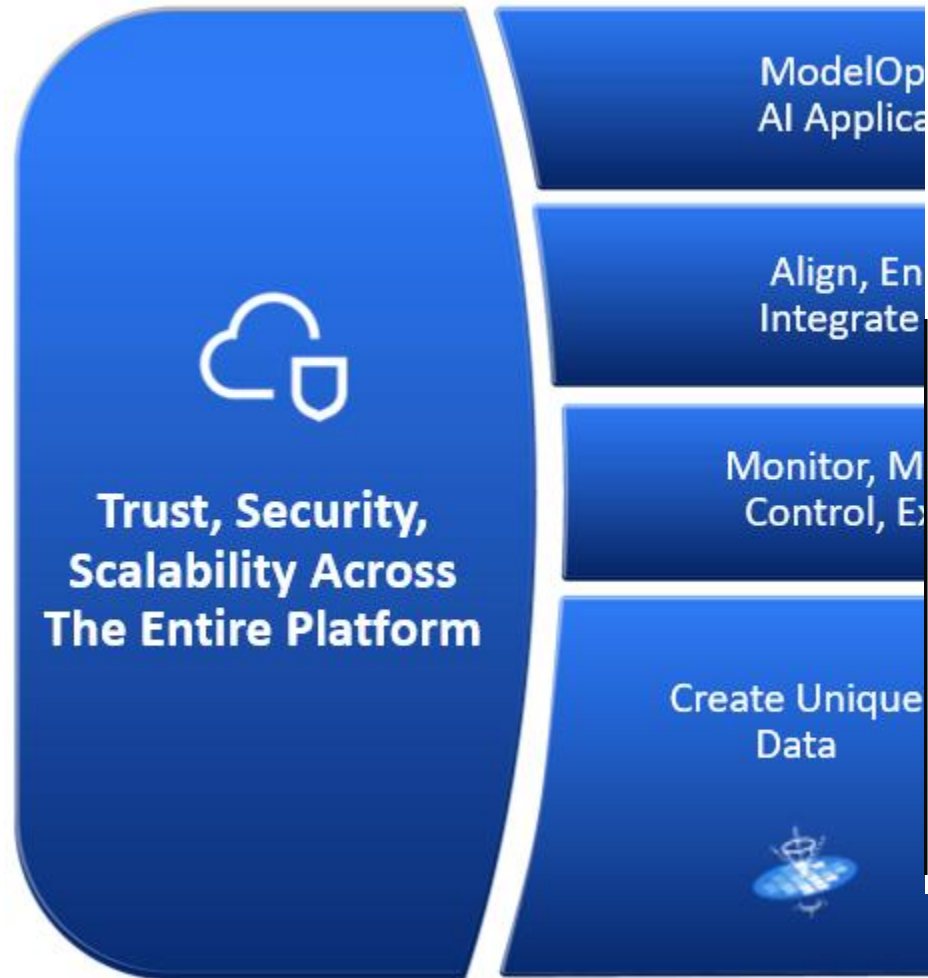 Trust, Security,
Scalability Across
The Entire Platform
ModelOp
AI Applica
Align, En
Integrate
Monitor, M
Control, Ex
Create Unique
Data